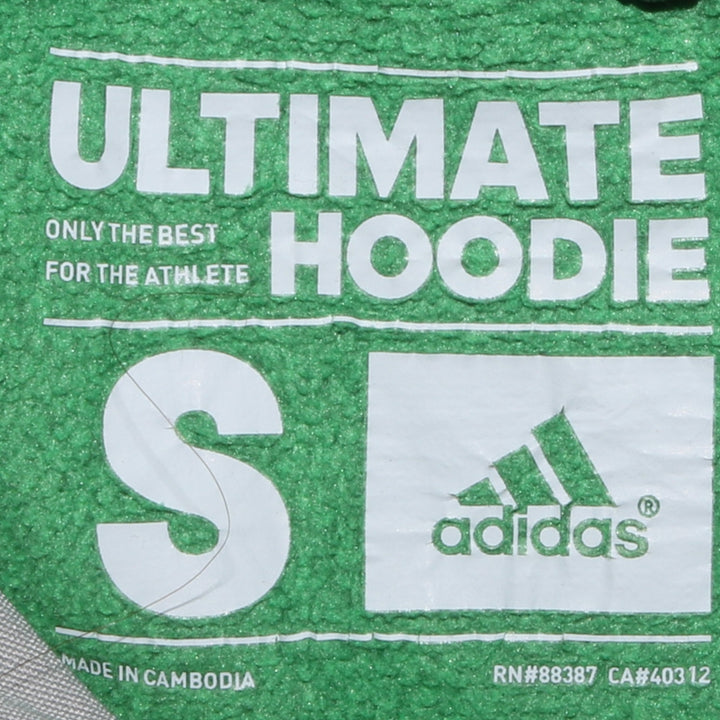 ULTIMATE
ONLY THE BEST
FOR THE ATHLETE
HOODIE
S
adidas®
MADE IN CAMBODIA
RN#88387 CA#40312